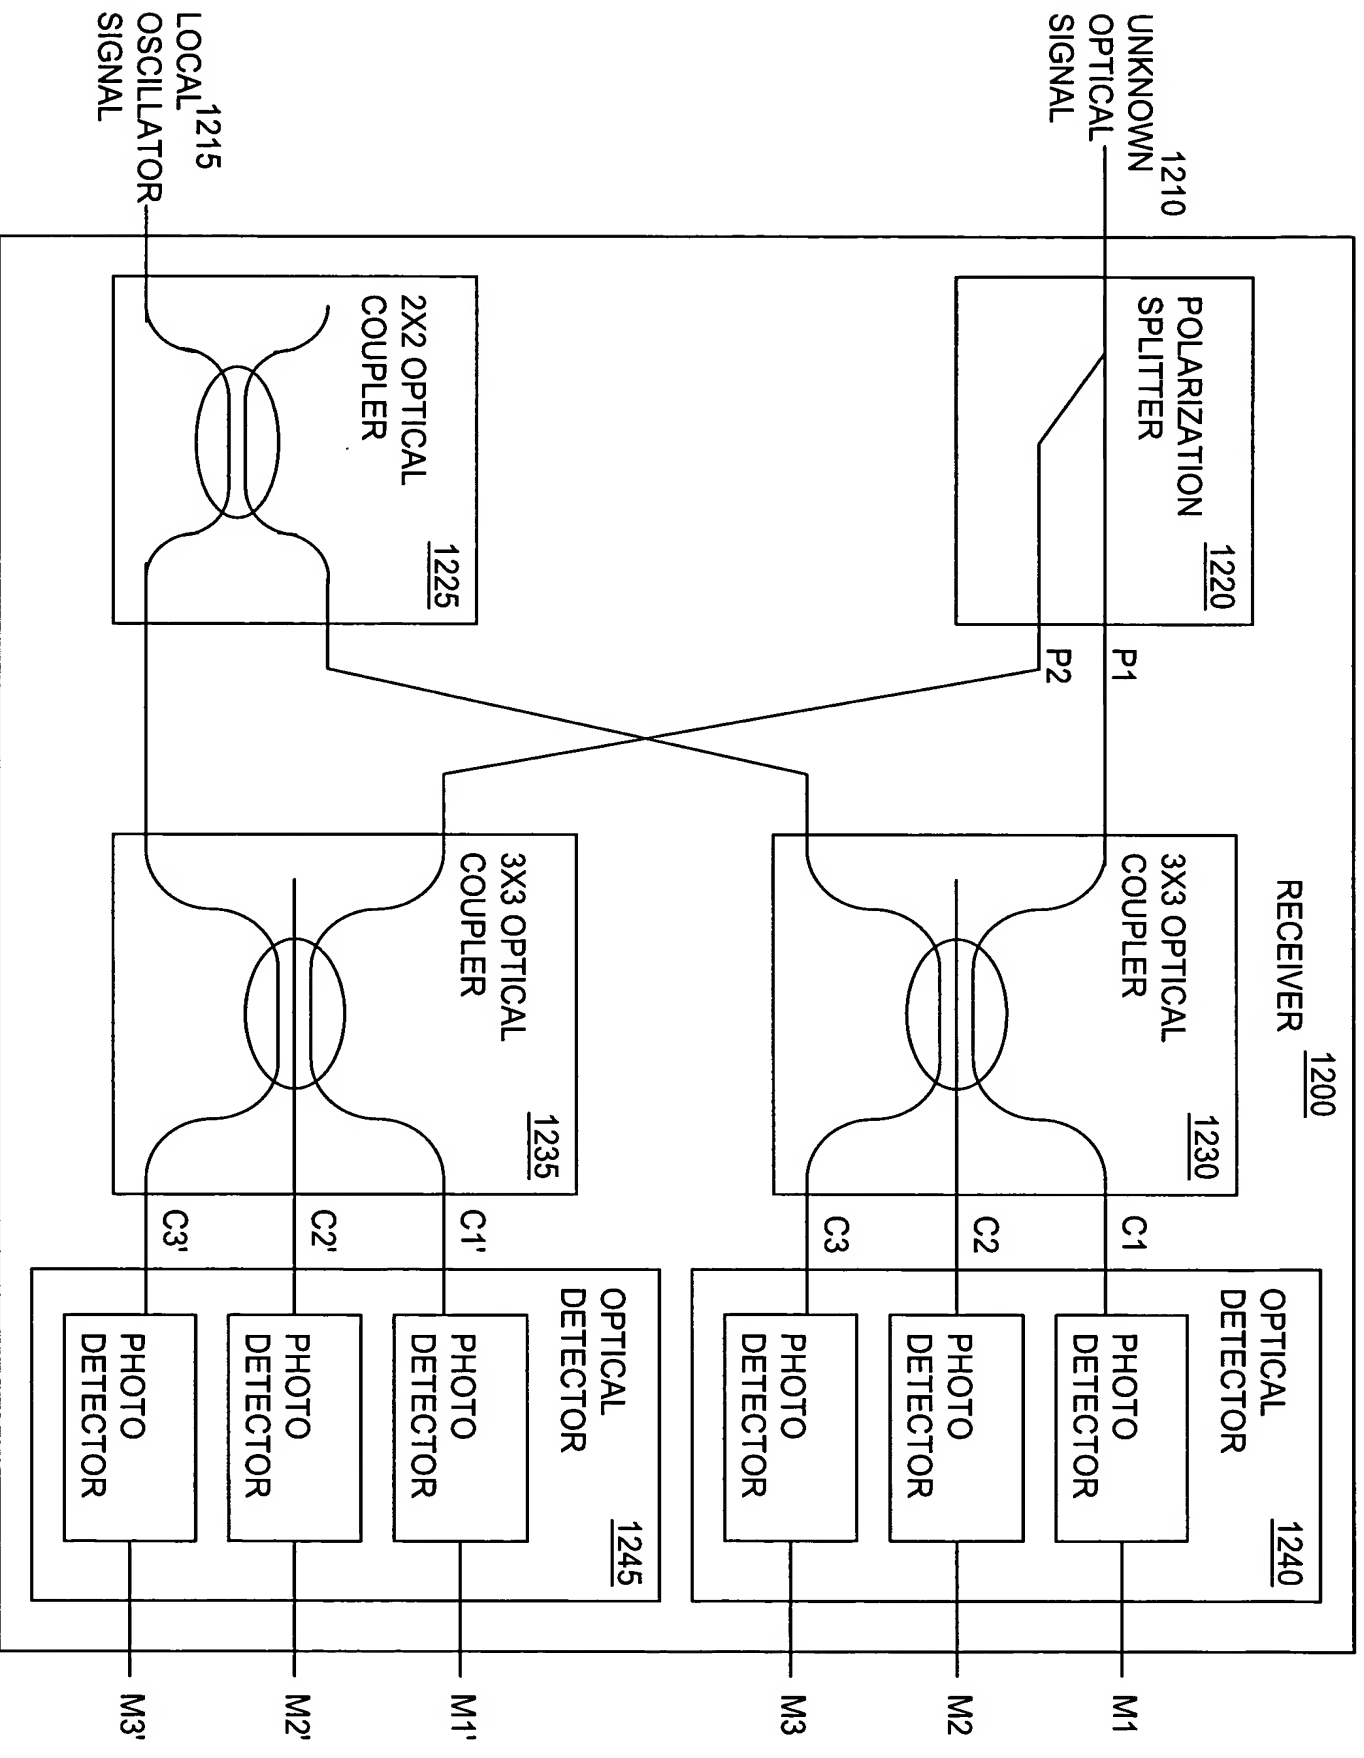 RECEIVER 1200
1210
UNKNOWN
OPTICAL
SIGNAL
POLARIZATION
SPLITTER
1220
P1
P2
3X3 OPTICAL
COUPLER
1230
C1
C2
C3
OPTICAL
DETECTOR
1240
PHOTO
DETECTOR
PHOTO
DETECTOR
PHOTO
DETECTOR
M1
M2
M3
1215
LOCAL
OSCILLATOR
SIGNAL
2X2 OPTICAL
COUPLER
1225
3X3 OPTICAL
COUPLER
1235
C1'
C2'
C3'
OPTICAL
DETECTOR
1245
PHOTO
DETECTOR
PHOTO
DETECTOR
PHOTO
DETECTOR
M1'
M2'
M3'